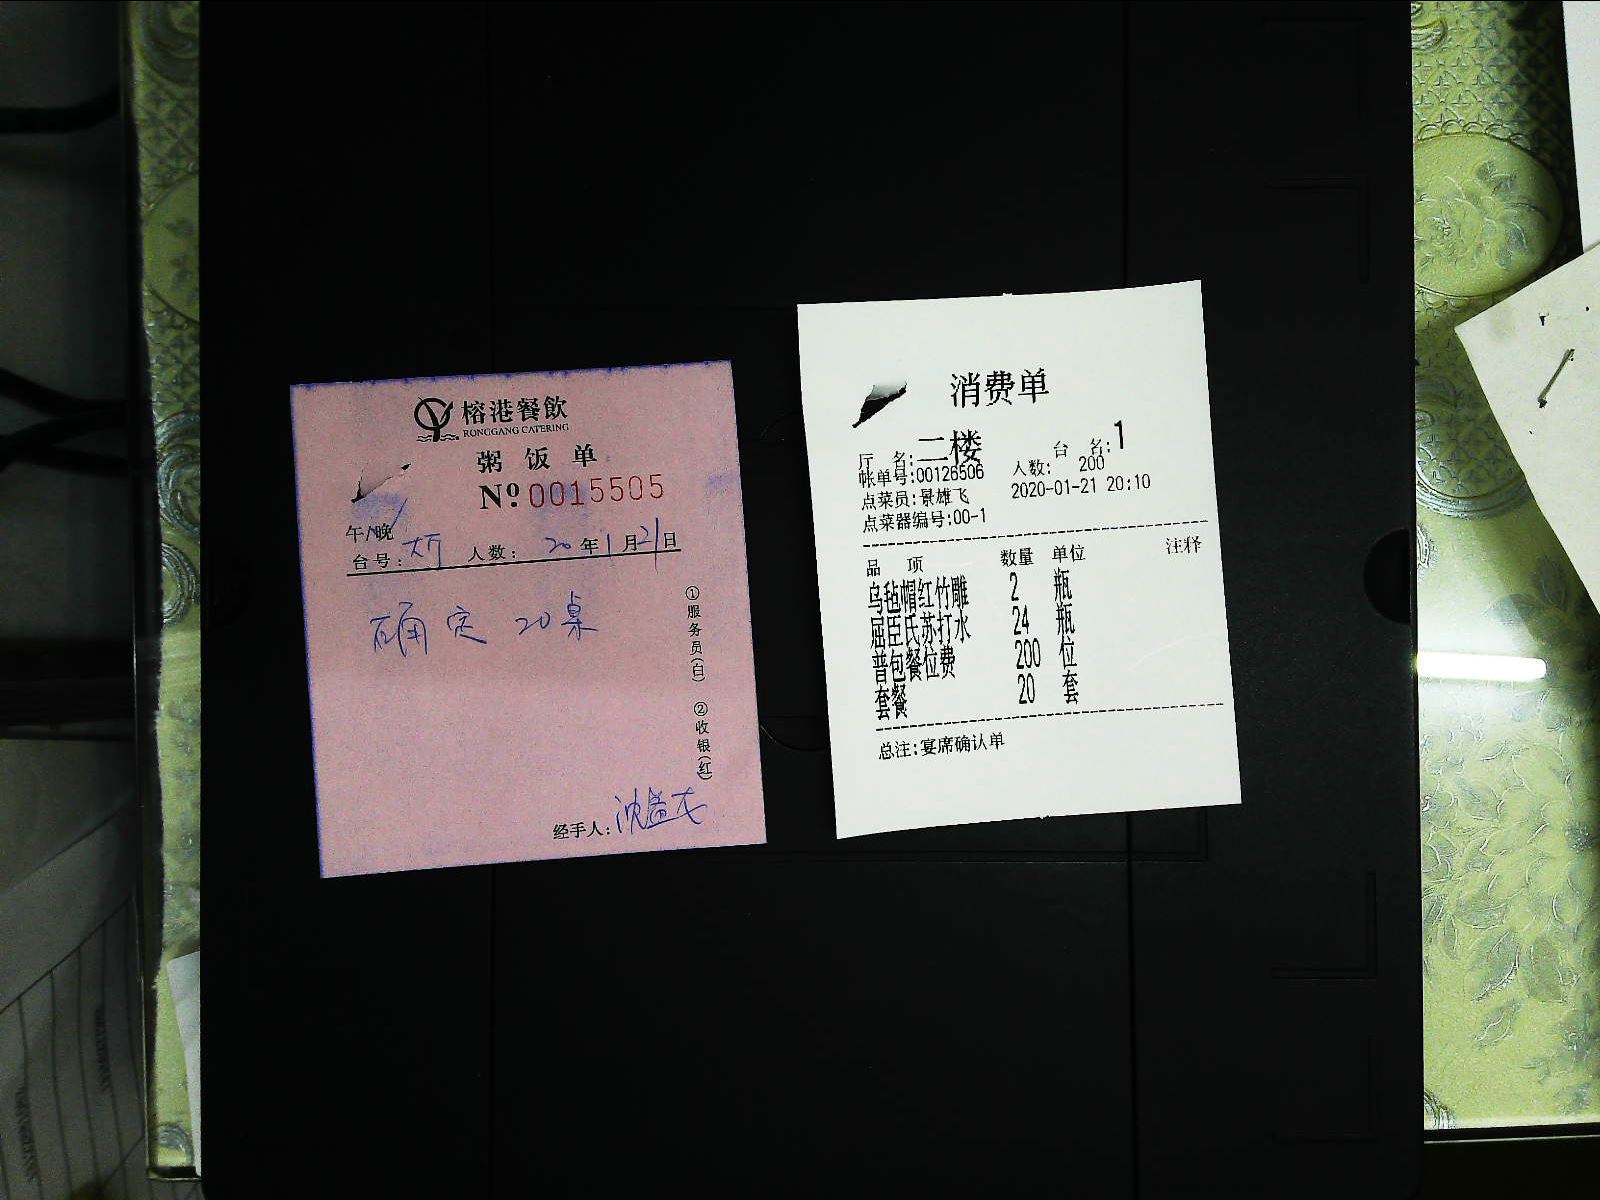 榕港餐飲
RONGGANG CATERING
粥饭单
Nº 0015505
午/晚
台号: 大厅 人数: 20年1月21日
确定 20桌
①服务员(白) ②收银(红)
经手人:
消费单
厅 名:二楼 台 名:1
帐单号:00126506 人数: 200
点菜员:景雄飞 2020-01-21 20:10
点菜器编号:00-1
品 项 数量 单位 注释
乌毡帽红竹雕 2 瓶
屈臣氏苏打水 24 瓶
普包餐位费 200 位
套餐 20 套
总注:宴席确认单